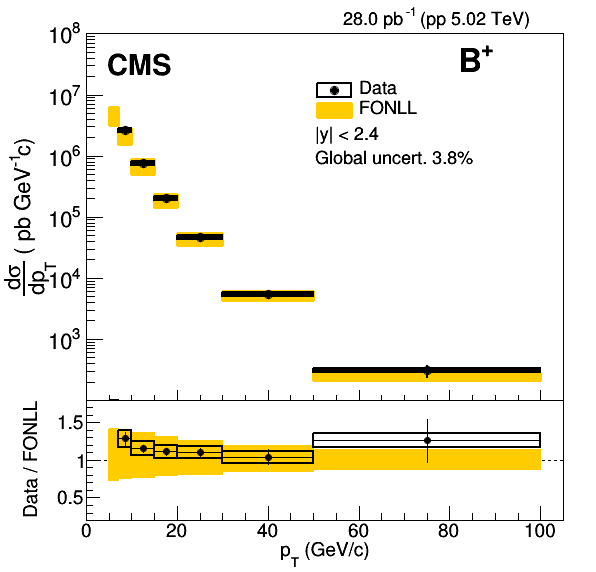 28.0 pb⁻¹ (pp 5.02 TeV)
CMS
B⁺
Data
FONLL
|y| < 2.4
Global uncert. 3.8%
dσ/dp_T ( pb GeV⁻¹c)
10⁸
10⁷
10⁶
10⁵
10⁴
10³
Data / FONLL
1.5
1
0.5
0 20 40 60 80 100
p_T (GeV/c)